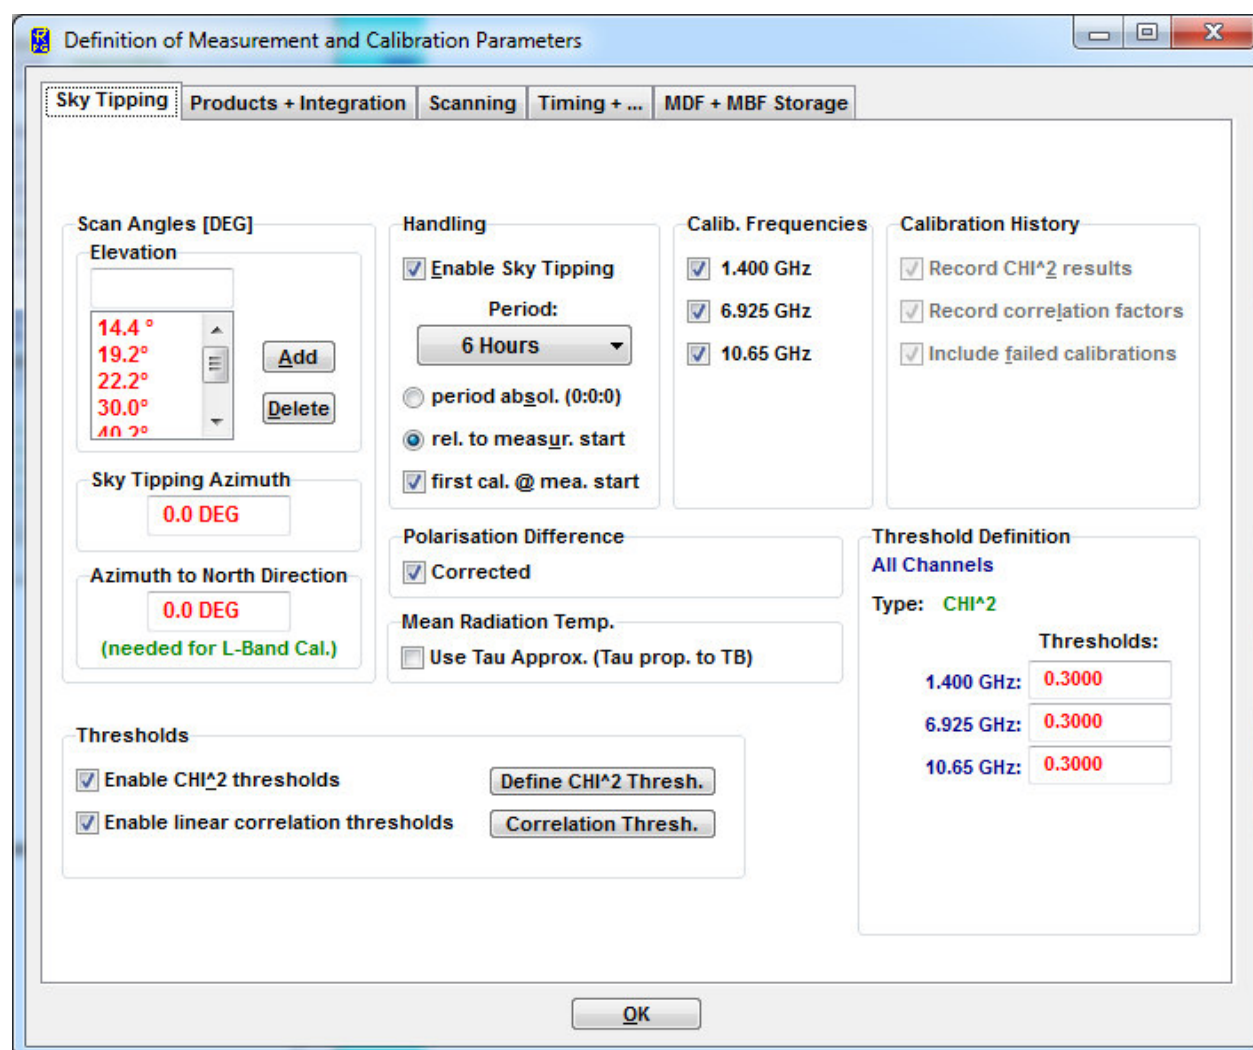 Definition of Measurement and Calibration Parameters
Sky Tipping Products + Integration Scanning Timing + ... MDF + MBF Storage
Scan Angles [DEG]
Elevation
14.4 °
19.2°
22.2°
30.0°
40.2°
Add
Delete
Sky Tipping Azimuth
0.0 DEG
Azimuth to North Direction
0.0 DEG
(needed for L-Band Cal.)
Handling
Enable Sky Tipping
Period:
6 Hours
period absol. (0:0:0)
rel. to measur. start
first cal. @ mea. start
Calib. Frequencies
1.400 GHz
6.925 GHz
10.65 GHz
Calibration History
Record CHI^2 results
Record correlation factors
Include failed calibrations
Polarisation Difference
Corrected
Mean Radiation Temp.
Use Tau Approx. (Tau prop. to TB)
Threshold Definition
All Channels
Type: CHI^2
Thresholds:
1.400 GHz: 0.3000
6.925 GHz: 0.3000
10.65 GHz: 0.3000
Thresholds
Enable CHI^2 thresholds Define CHI^2 Thresh.
Enable linear correlation thresholds Correlation Thresh.
OK